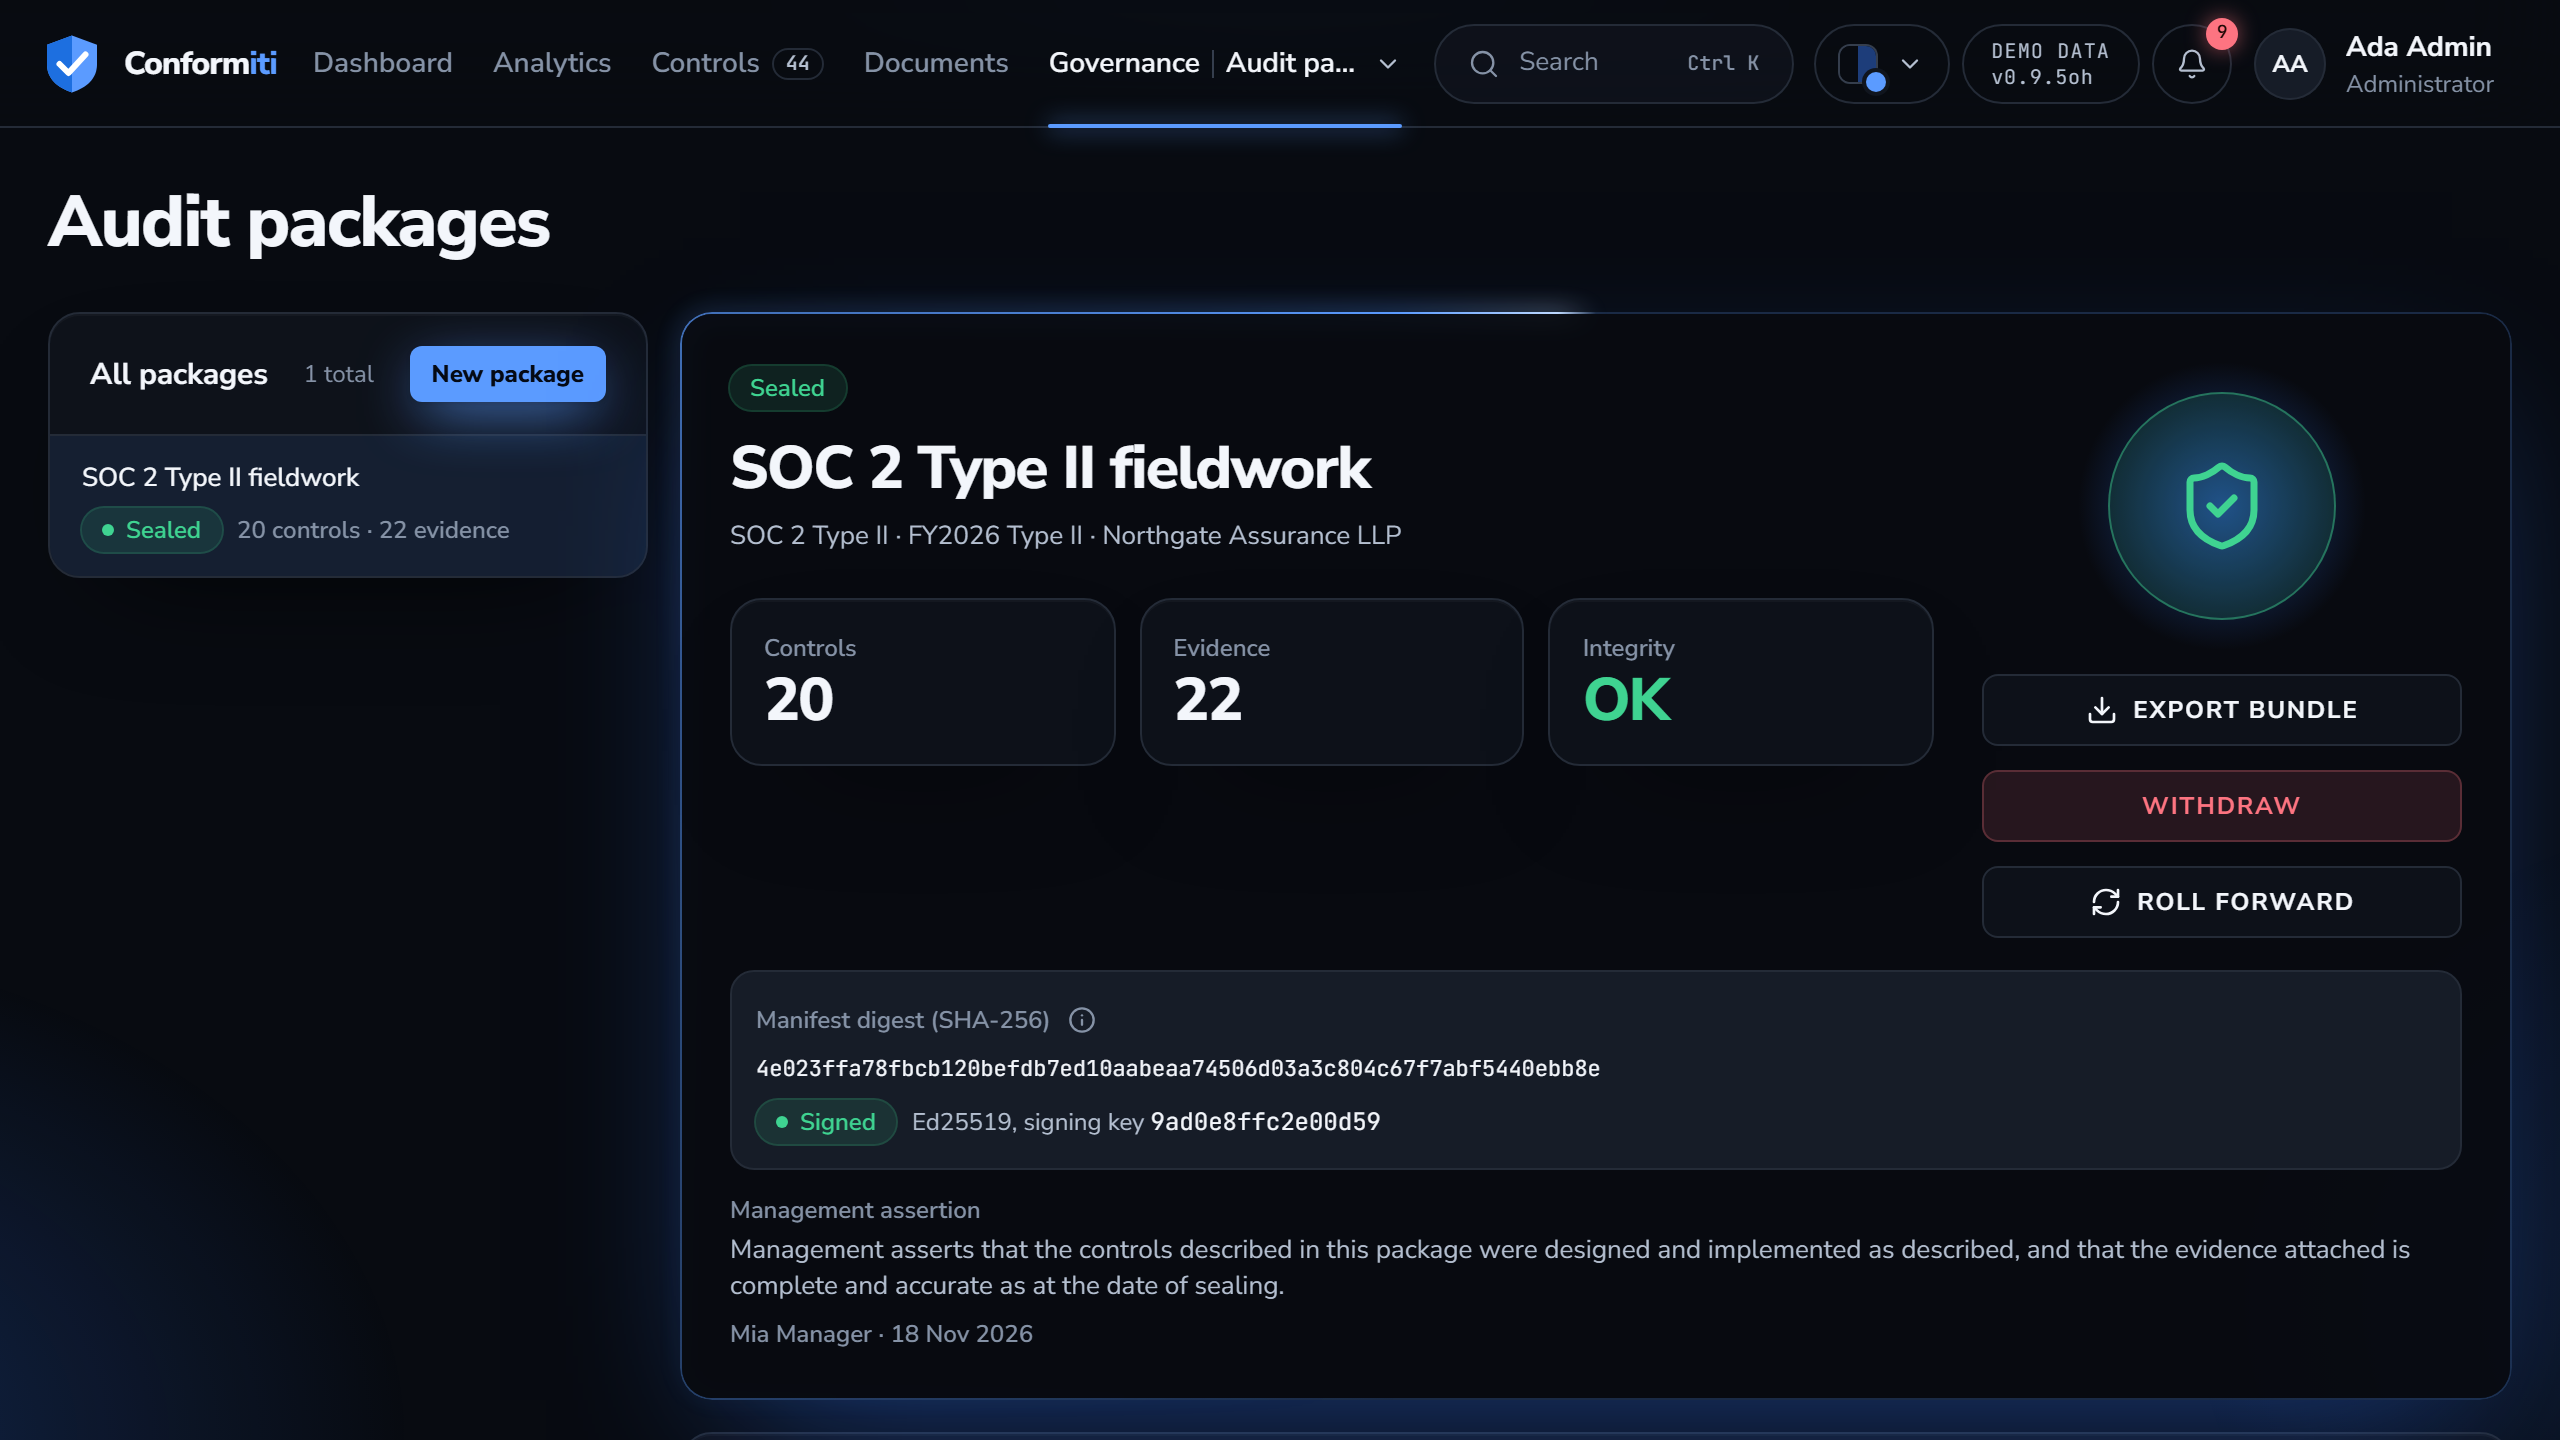 Conformiti
Dashboard
Analytics
Controls 44
Documents
Governance | Audit pa...
Search Ctrl K
DEMO DATA
v0.9.5oh
9
AA
Ada Admin
Administrator
Audit packages
All packages 1 total New package
SOC 2 Type II fieldwork
Sealed 20 controls · 22 evidence
Sealed
SOC 2 Type II fieldwork
SOC 2 Type II · FY2026 Type II · Northgate Assurance LLP
Controls
20
Evidence
22
Integrity
OK
EXPORT BUNDLE
WITHDRAW
ROLL FORWARD
Manifest digest (SHA-256)
4e023ffa78fbcb120befdb7ed10aabeaa74506d03a3c804c67f7abf5440ebb8e
Signed Ed25519, signing key 9ad0e8ffc2e00d59
Management assertion
Management asserts that the controls described in this package were designed and implemented as described, and that the evidence attached is
complete and accurate as at the date of sealing.
Mia Manager · 18 Nov 2026